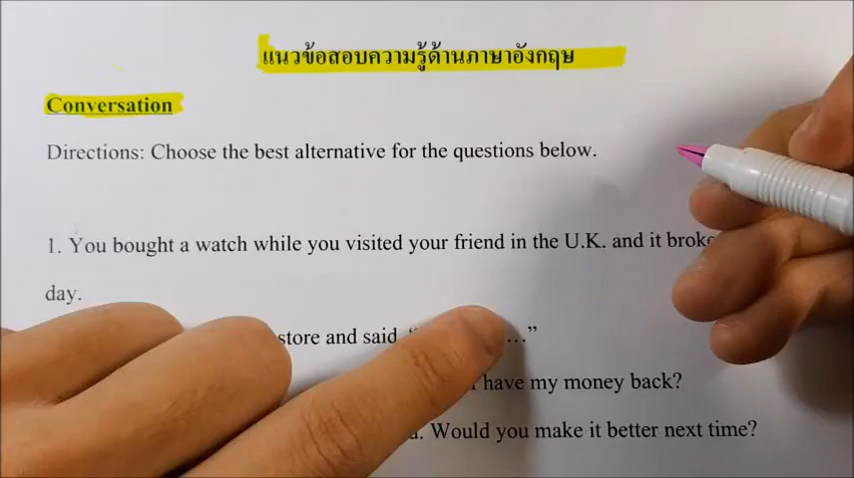 แนวข้อสอบความรู้ด้านภาษาอังกฤษ
Conversation
Directions: Choose the best alternative for the questions below.
1. You bought a watch while you visited your friend in the U.K. and it broke
day.
store and said, “ …”
have my money back?
Would you make it better next time?